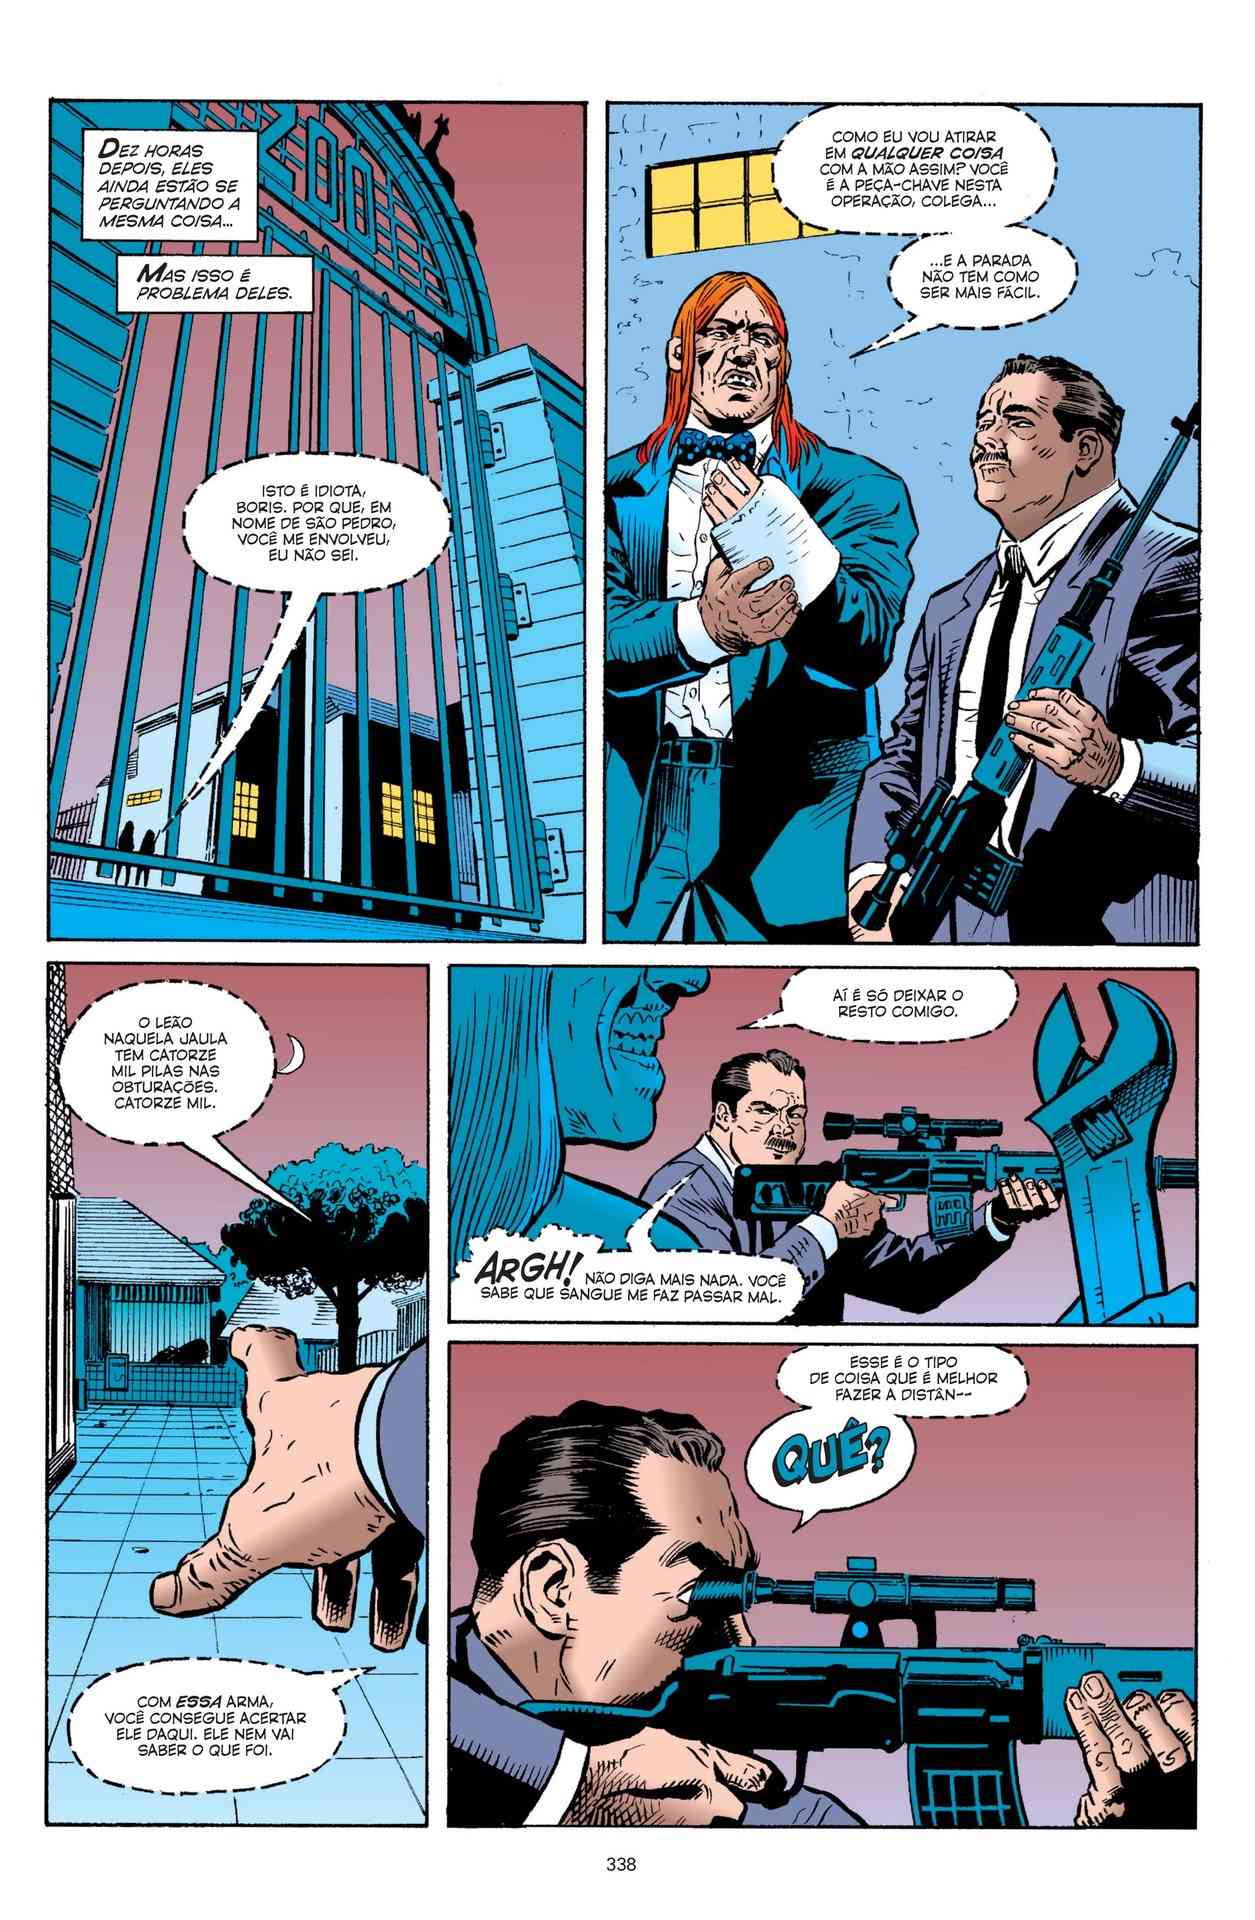 ZOO
DEZ HORAS
DEPOIS, ELES
AINDA ESTÃO SE
PERGUNTANDO A
MESMA COISA...
MAS ISSO É
PROBLEMA DELES.
ISTO É IDIOTA,
BORIS. POR QUE, EM
NOME DE SÃO PEDRO,
VOCÊ ME ENVOLVEU,
EU NÃO SEI.
COMO EU VOU ATIRAR
EM QUALQUER COISA
COM A MÃO ASSIM? VOCÊ
É A PEÇA-CHAVE NESTA
OPERAÇÃO, COLEGA...
...E A PARADA
NÃO TEM COMO
SER MAIS FÁCIL.
O LEÃO
NAQUELA JAULA
TEM CATORZE
MIL PILAS NAS
OBTURAÇÕES.
CATORZE MIL.
COM ESSA ARMA,
VOCÊ CONSEGUE ACERTAR
ELE DAQUI. ELE NEM VAI
SABER O QUE FOI.
AÍ É SÓ DEIXAR O
RESTO COMIGO.
ARGH! NÃO DIGA MAIS NADA. VOCÊ
SABE QUE SANGUE ME FAZ PASSAR MAL.
ESSE É O TIPO
DE COISA QUE É MELHOR
FAZER A DISTÂN--
QUÊ?
338